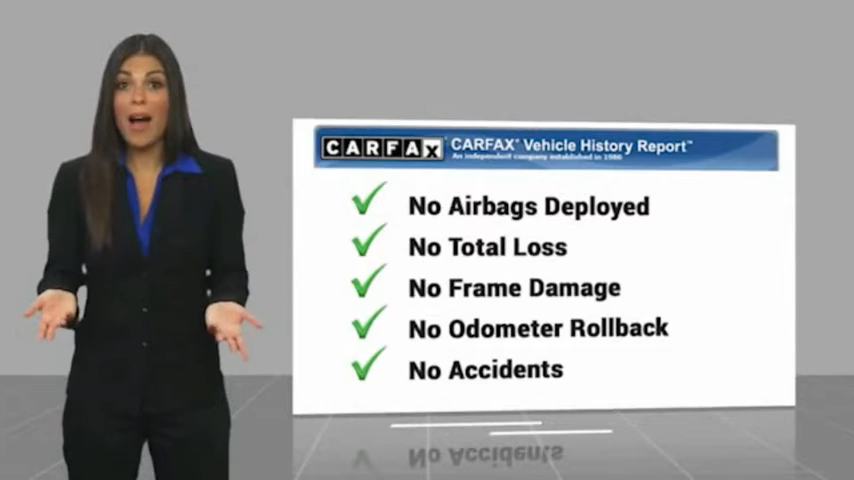 CARFAX CARFAX® Vehicle History Report™
An independent company established in 1986
No Airbags Deployed
No Total Loss
No Frame Damage
No Odometer Rollback
No Accidents
No Accidents